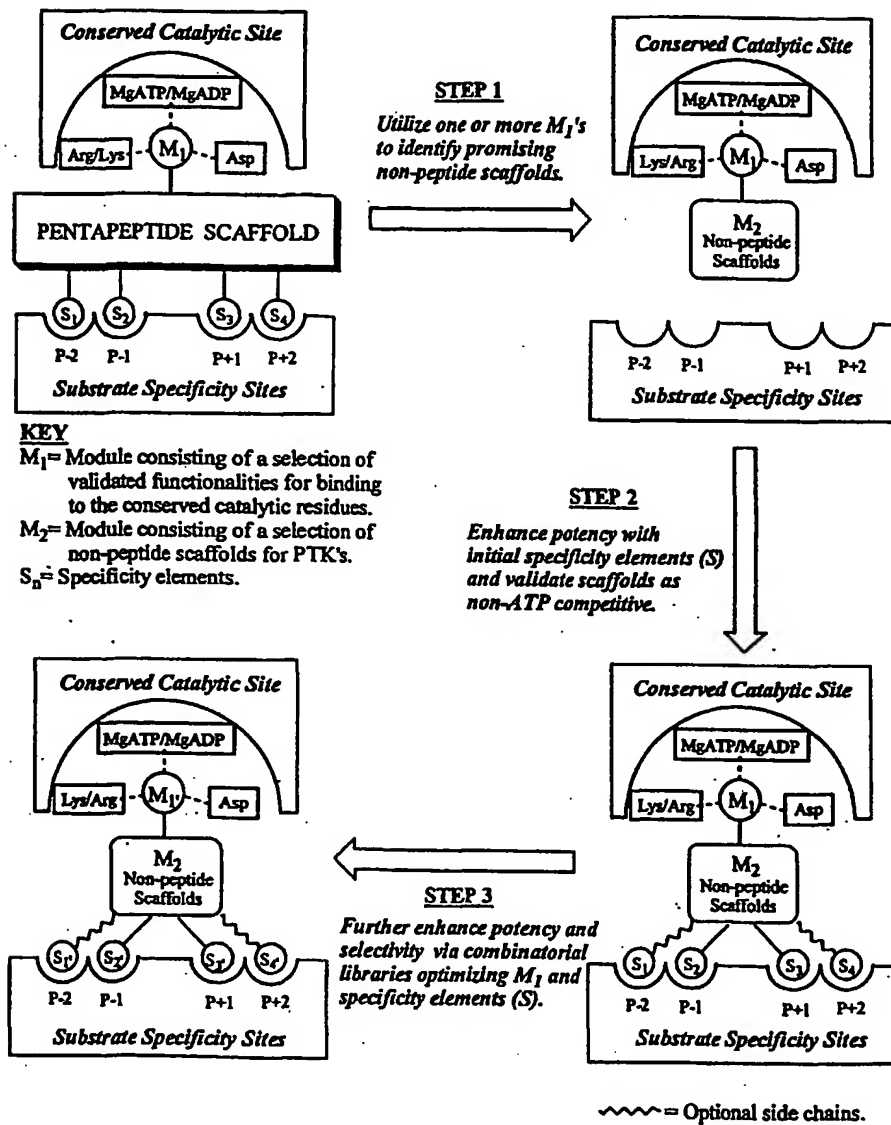 Conserved Catalytic Site
MgATP/MgADP
Arg/Lys
M1
Asp
PENTAPEPTIDE SCAFFOLD
S1
S2
S3
S4
P-2
P-1
P+1
P+2
Substrate Specificity Sites
STEP 1
Utilize one or more M1's
to identify promising
non-peptide scaffolds.
Conserved Catalytic Site
MgATP/MgADP
Lys/Arg
M1
Asp
M2
Non-peptide
Scaffolds
P-2
P-1
P+1
P+2
Substrate Specificity Sites
KEY
M1= Module consisting of a selection of
validated functionalities for binding
to the conserved catalytic residues.
M2= Module consisting of a selection of
non-peptide scaffolds for PTK's.
Sn= Specificity elements.
STEP 2
Enhance potency with
initial specificity elements (S)
and validate scaffolds as
non-ATP competitive.
Conserved Catalytic Site
MgATP/MgADP
Lys/Arg
M1'
Asp
M2
Non-peptide
Scaffolds
S1'
S2'
S3'
S4'
P-2
P-1
P+1
P+2
Substrate Specificity Sites
STEP 3
Further enhance potency and
selectivity via combinatorial
libraries optimizing M1 and
specificity elements (S).
Conserved Catalytic Site
MgATP/MgADP
Lys/Arg
M1
Asp
M2
Non-peptide
Scaffolds
S1
S2
S3
S4
P-2
P-1
P+1
P+2
Substrate Specificity Sites
= Optional side chains.